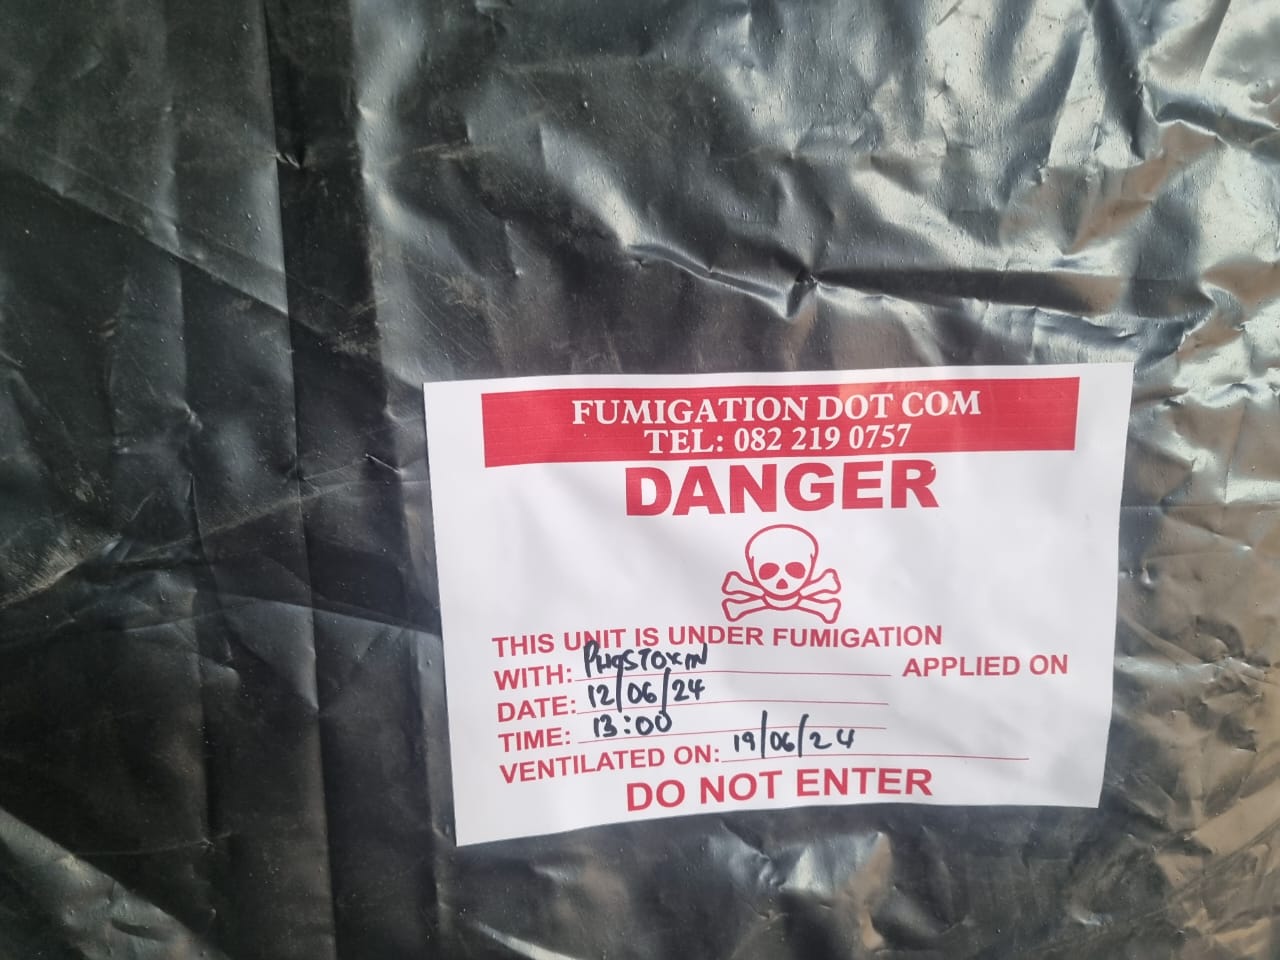 FUMIGATION DOT COM
TEL: 082 219 0757
DANGER
THIS UNIT IS UNDER FUMIGATION
WITH: PHOSTOXIN APPLIED ON
DATE: 12/06/24
TIME: 13:00
VENTILATED ON: 19/06/24
DO NOT ENTER